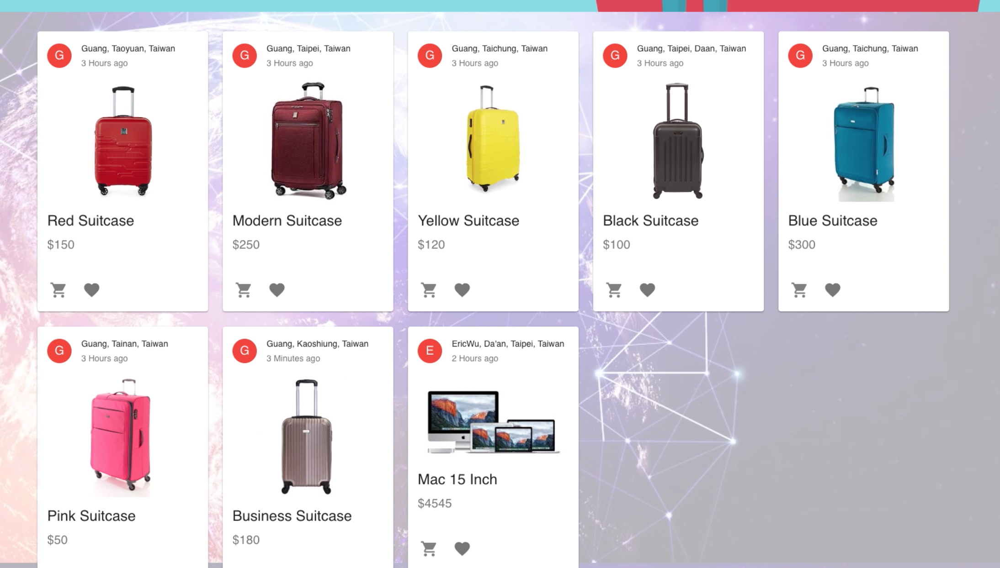 G
Guang, Taoyuan, Taiwan
3 Hours ago
Red Suitcase
$150
G
Guang, Taipei, Taiwan
3 Hours ago
Modern Suitcase
$250
G
Guang, Taichung, Taiwan
3 Hours ago
Yellow Suitcase
$120
G
Guang, Taipei, Daan, Taiwan
3 Hours ago
Black Suitcase
$100
G
Guang, Taichung, Taiwan
3 Hours ago
Blue Suitcase
$300
G
Guang, Tainan, Taiwan
3 Hours ago
Pink Suitcase
$50
G
Guang, Kaoshiung, Taiwan
3 Minutes ago
Business Suitcase
$180
E
EricWu, Da'an, Taipei, Taiwan
2 Hours ago
Mac 15 Inch
$4545